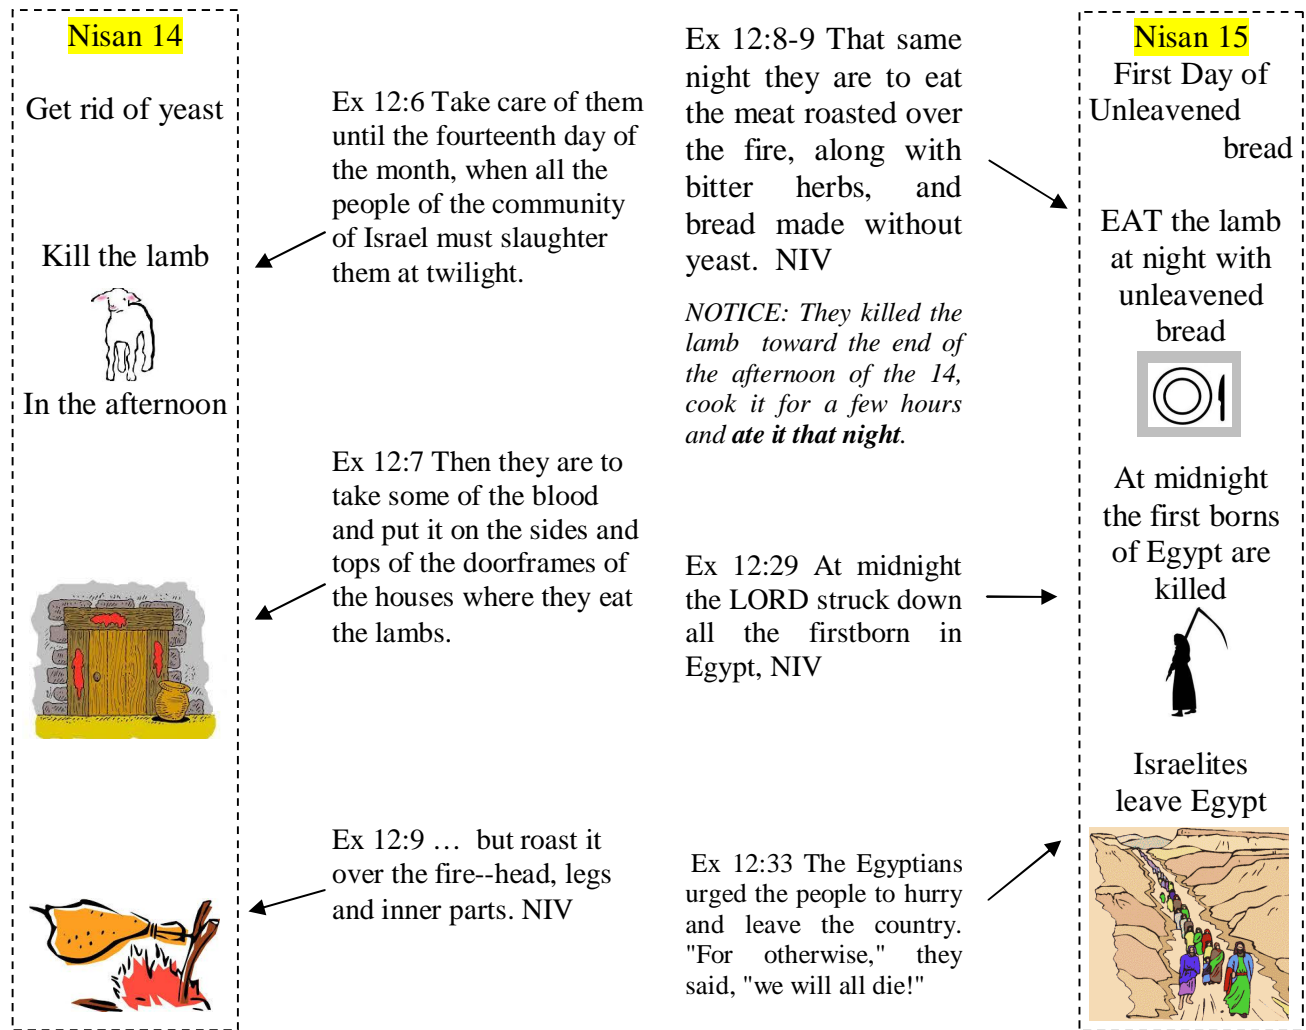 Nisan 14
Get rid of yeast
Kill the lamb
In the afternoon
Ex 12:6 Take care of them
until the fourteenth day of
the month, when all the
people of the community
of Israel must slaughter
them at twilight.
Ex 12:7 Then they are to
take some of the blood
and put it on the sides and
tops of the doorframes of
the houses where they eat
the lambs.
Ex 12:9 … but roast it
over the fire--head, legs
and inner parts. NIV
Ex 12:8-9 That same
night they are to eat
the meat roasted over
the fire, along with
bitter herbs, and
bread made without
yeast. NIV
NOTICE: They killed the
lamb toward the end of
the afternoon of the 14,
cook it for a few hours
and ate it that night.
Ex 12:29 At midnight
the LORD struck down
all the firstborn in
Egypt, NIV
Ex 12:33 The Egyptians
urged the people to hurry
and leave the country.
"For otherwise," they
said, "we will all die!"
Nisan 15
First Day of
Unleavened
bread
EAT the lamb
at night with
unleavened
bread
At midnight
the first borns
of Egypt are
killed
Israelites
leave Egypt